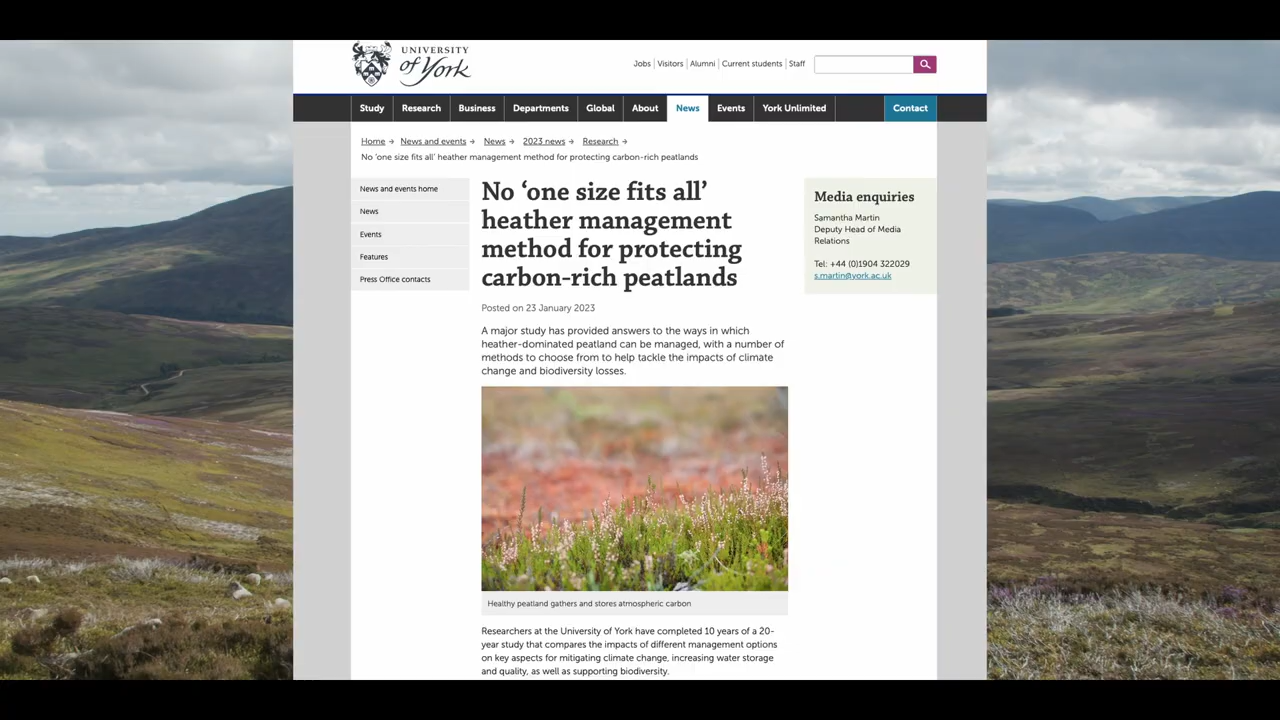 UNIVERSITY
of York
Jobs Visitors Alumni Current students Staff
Study Research Business Departments Global About News Events York Unlimited Contact
Home → News and events → News → 2023 news → Research →
No ‘one size fits all’ heather management method for protecting carbon-rich peatlands
News and events home
News
Events
Features
Press Office contacts
No ‘one size fits all’
heather management
method for protecting
carbon-rich peatlands
Posted on 23 January 2023
A major study has provided answers to the ways in which
heather-dominated peatland can be managed, with a number of
methods to choose from to help tackle the impacts of climate
change and biodiversity losses.
Healthy peatland gathers and stores atmospheric carbon
Researchers at the University of York have completed 10 years of a 20-
year study that compares the impacts of different management options
on key aspects for mitigating climate change, increasing water storage
and quality, as well as supporting biodiversity.
Media enquiries
Samantha Martin
Deputy Head of Media
Relations
Tel: +44 (0)1904 322029
s.martin@york.ac.uk